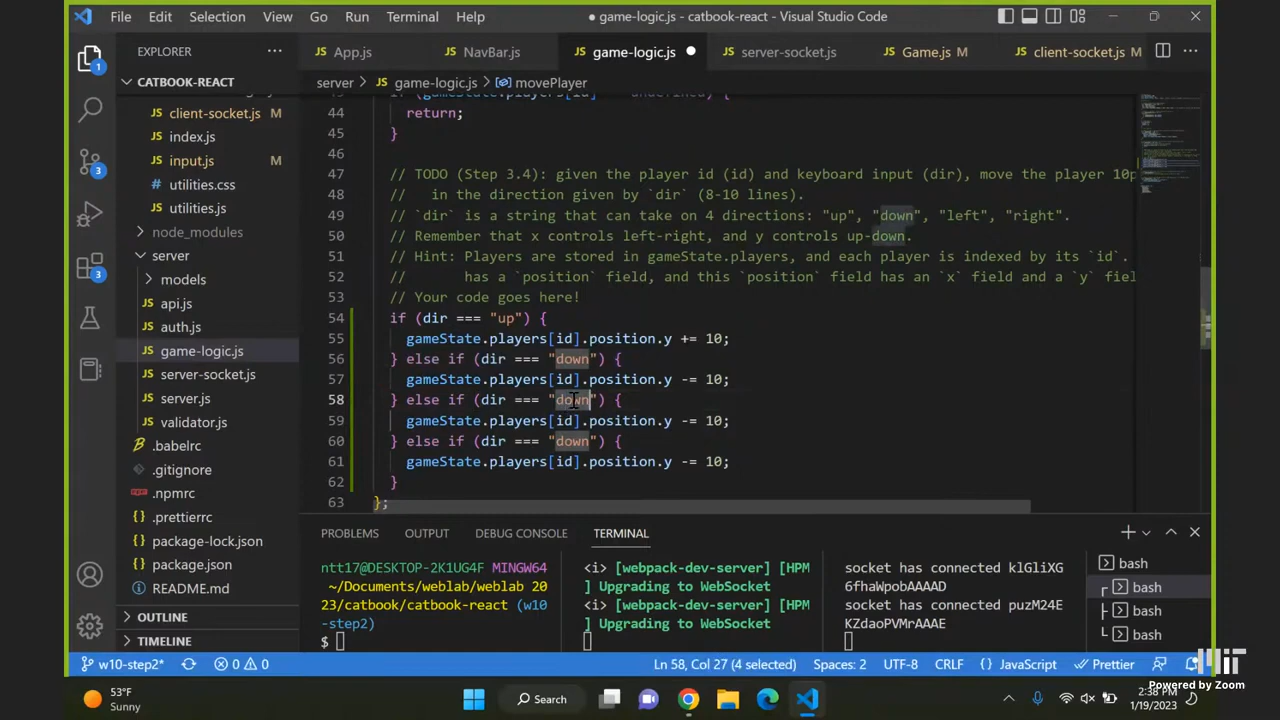 File Edit Selection View Go Run Terminal Help
● game-logic.js - catbook-react - Visual Studio Code
EXPLORER
App.js
NavBar.js
game-logic.js
server-socket.js
Game.js M
client-socket.js M
CATBOOK-REACT
server > JS game-logic.js > movePlayer
client-socket.js M
index.js
input.js M
utilities.css
utilities.js
node_modules
server
models
api.js
auth.js
game-logic.js
server-socket.js
server.js
validator.js
.babelrc
.gitignore
.npmrc
.prettierrc
package-lock.json
package.json
README.md
OUTLINE
TIMELINE
44 return;
45 }
46
47 // TODO (Step 3.4): given the player id (id) and keyboard input (dir), move the player 10p
48 // in the direction given by `dir` (8-10 lines).
49 // `dir` is a string that can take on 4 directions: "up", "down", "left", "right".
50 // Remember that x controls left-right, and y controls up-down.
51 // Hint: Players are stored in gameState.players, and each player is indexed by its `id`.
52 // has a `position` field, and this `position` field has an `x` field and a `y` fiel
53 // Your code goes here!
54 if (dir === "up") {
55 gameState.players[id].position.y += 10;
56 } else if (dir === "down") {
57 gameState.players[id].position.y -= 10;
58 } else if (dir === "down") {
59 gameState.players[id].position.y -= 10;
60 } else if (dir === "down") {
61 gameState.players[id].position.y -= 10;
62 }
63 };
PROBLEMS OUTPUT DEBUG CONSOLE TERMINAL
ntt17@DESKTOP-2K1UG4F MINGW64
~/Documents/weblab/weblab 20
23/catbook/catbook-react (w10
-step2)
$
<i> [webpack-dev-server] [HPM
] Upgrading to WebSocket
<i> [webpack-dev-server] [HPM
] Upgrading to WebSocket
socket has connected klGliXG
6fhaWpobAAAAD
socket has connected puzM24E
KZdaoPVMrAAAE
bash
bash
bash
bash
w10-step2* 0 0 Ln 58, Col 27 (4 selected) Spaces: 2 UTF-8 CRLF {} JavaScript Prettier
53°F
Sunny
Search
2:38 PM
1/19/2023
MIT
Powered by Zoom